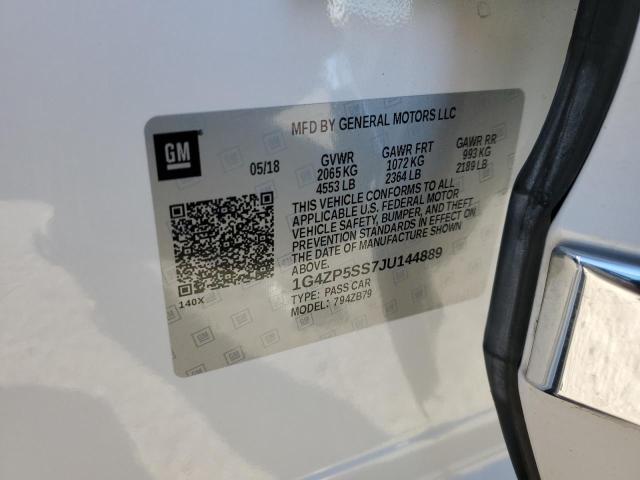 MFD BY GENERAL MOTORS LLC
GM
05/18
GVWR GAWR FRT GAWR RR
2065 KG 1072 KG 993 KG
4553 LB 2364 LB 2189 LB
THIS VEHICLE CONFORMS TO ALL
APPLICABLE U.S. FEDERAL MOTOR
VEHICLE SAFETY, BUMPER, AND THEFT
PREVENTION STANDARDS IN EFFECT ON
THE DATE OF MANUFACTURE SHOWN
ABOVE.
1G4ZP5SS7JU144889
TYPE: PASS CAR
MODEL: 794ZB79
140X